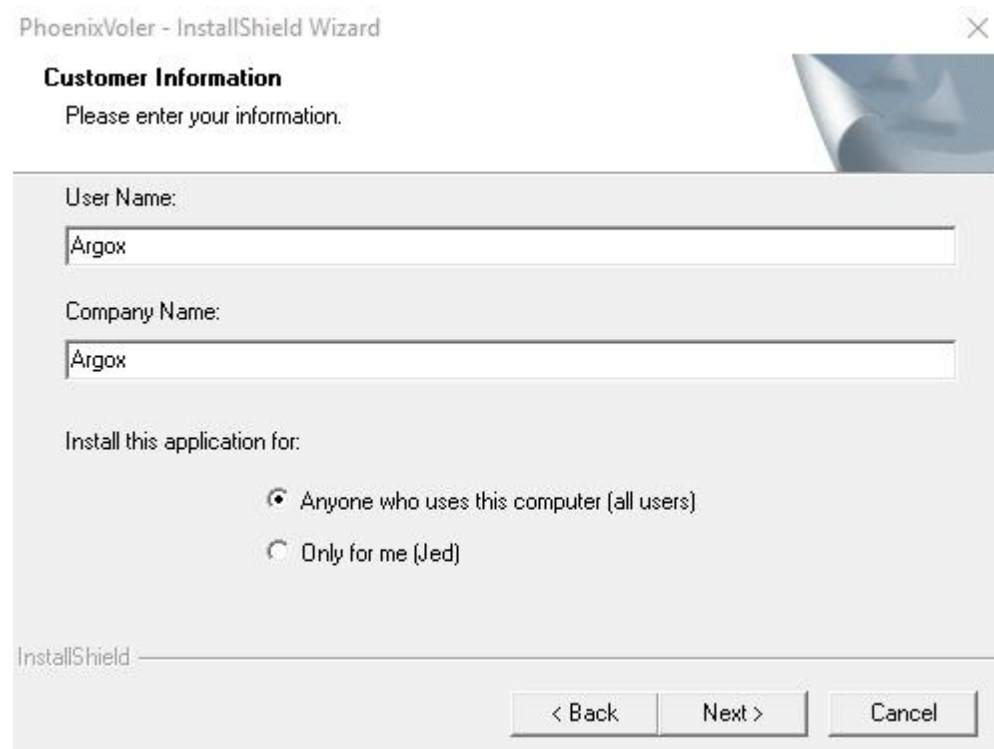 PhoenixVoler - InstallShield Wizard
Customer Information
Please enter your information.
User Name:
Argox
Company Name:
Argox
Install this application for:
Anyone who uses this computer (all users)
Only for me (Jed)
InstallShield
< Back Next > Cancel